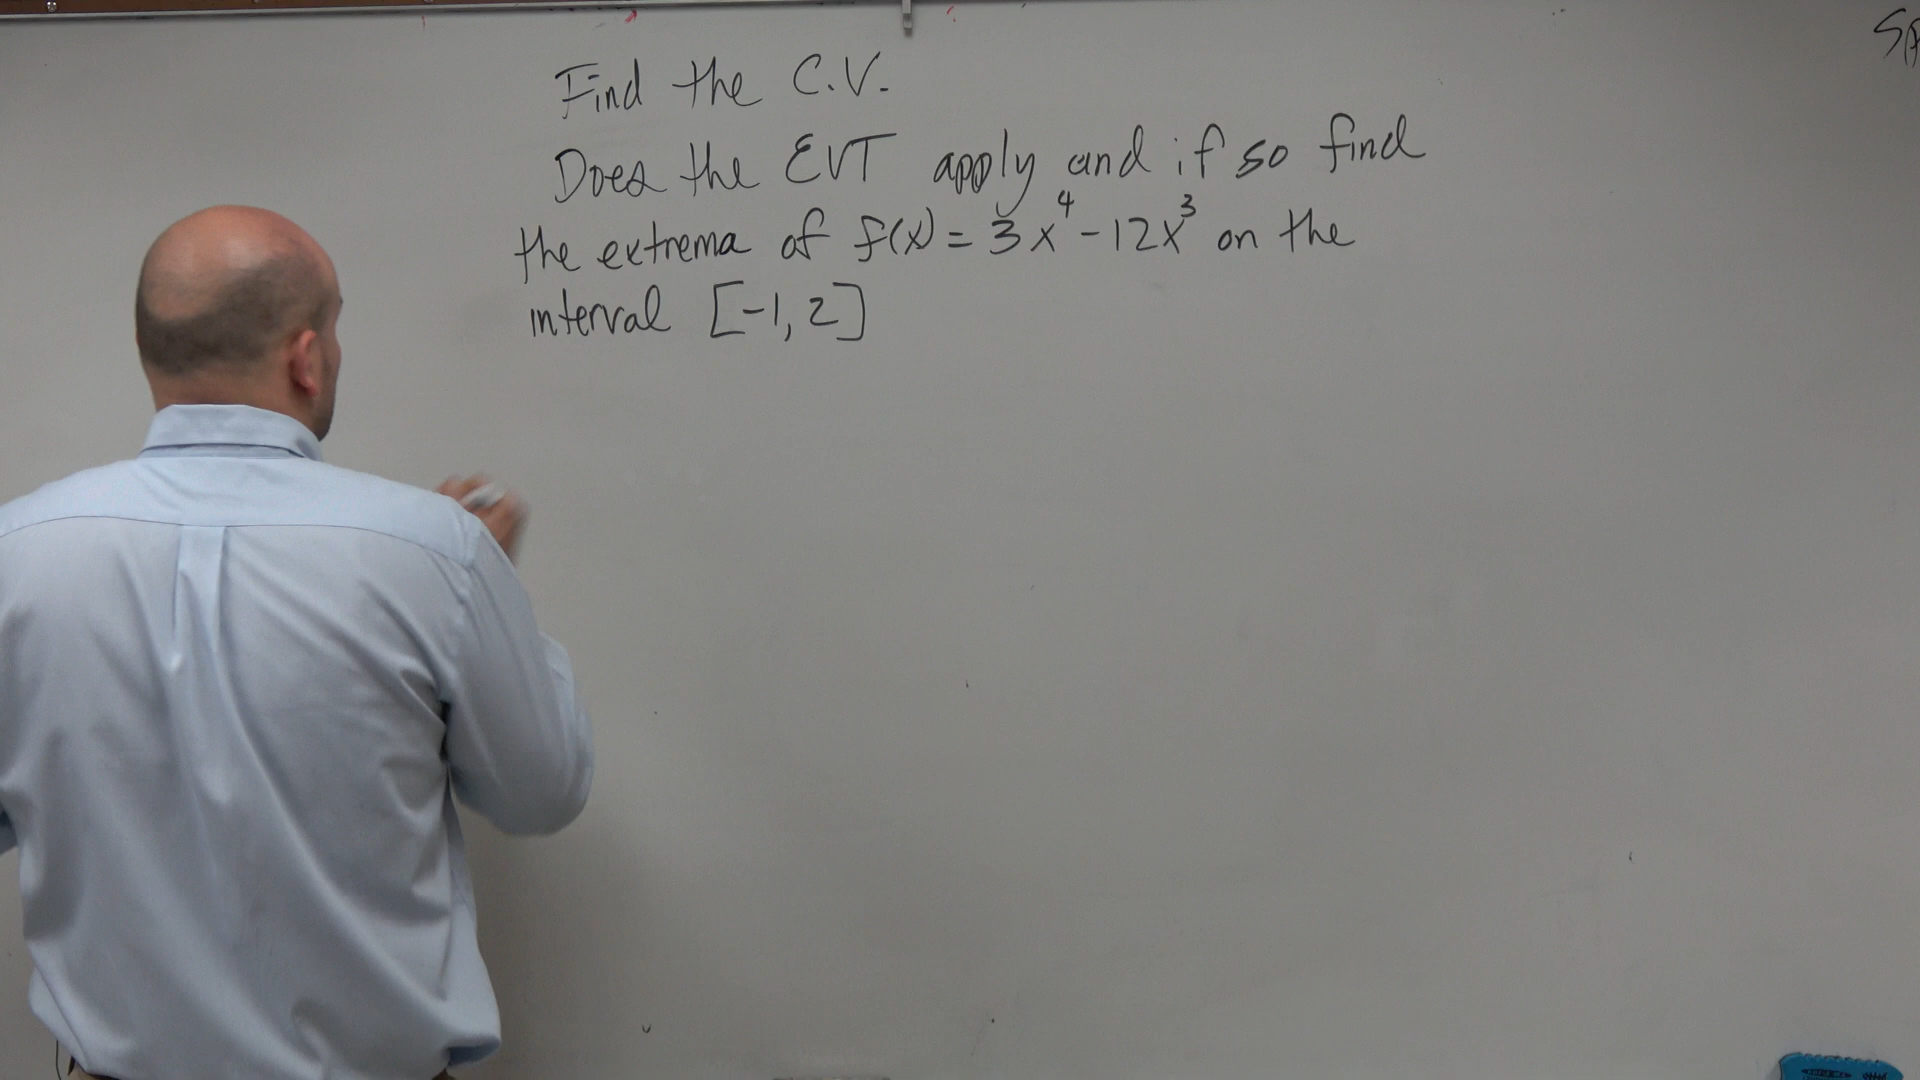 Find the C.V.
Does the EVT apply and if so find
the extrema of f(x) = 3x⁴ - 12x³ on the
interval [-1, 2]